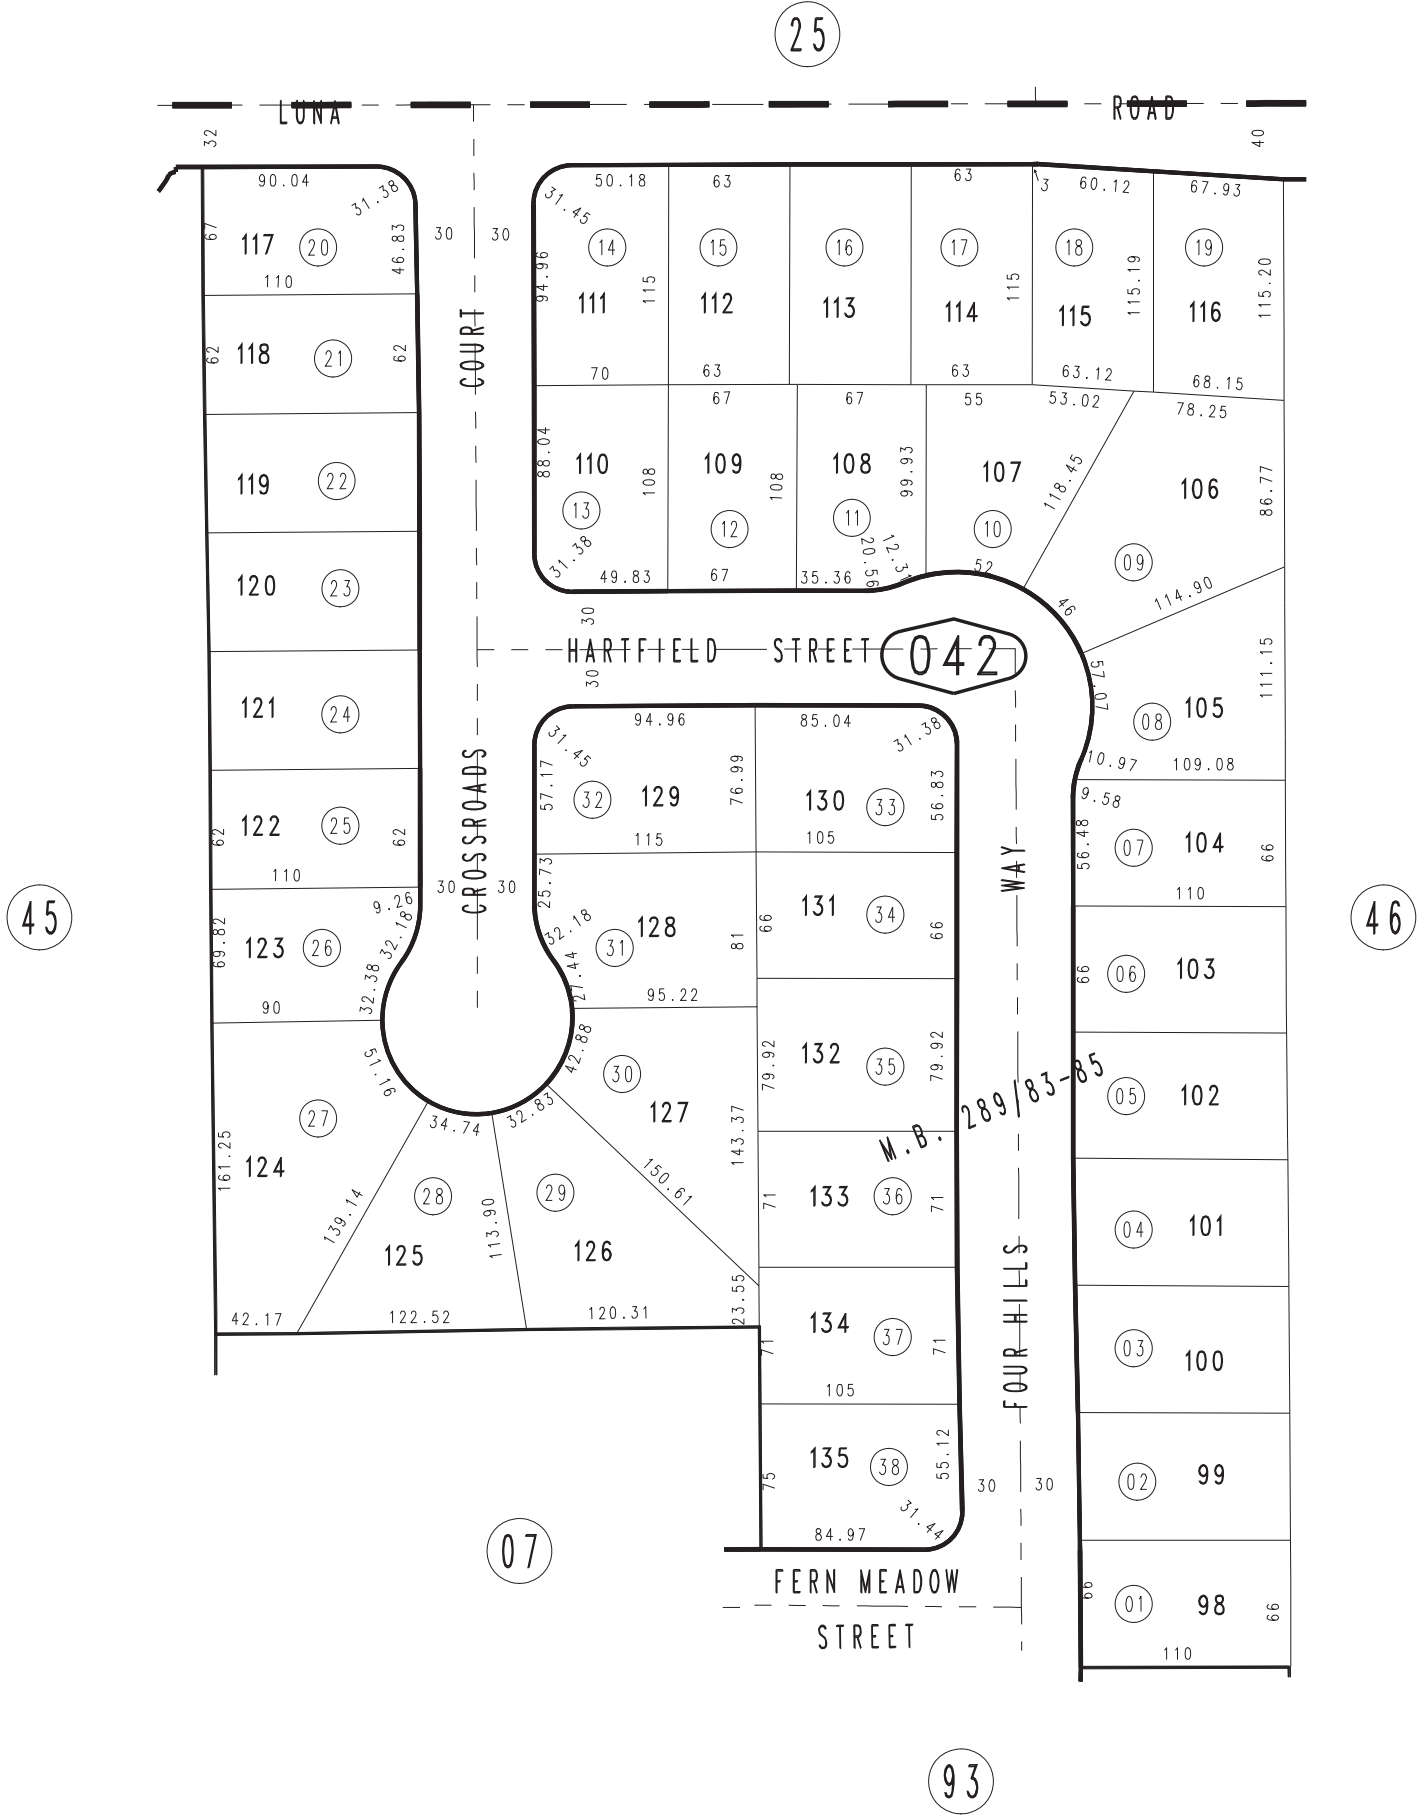 25
LUNA ROAD
32 40
90.04 31.38 50.18 63 63 3 60.12 67.93
31.45
67 117 20 46.83 30 30 94.96 14 15 16 17 18 19
110 115 115 115.19 115.20
111 112 113 114 115 116
COURT
62 118 21 62
70 63 63 63.12 68.15
67 67 55 53.02 78.25
88.04 110 108 109 108 108 99.93 107 118.45 106 86.77
119 22 13 12 11 10 09
31.38 49.83 67 35.36 20.56 12.31 52 46 114.90
120 23
30
HARTFIELD STREET 042
30
121 24 57.07 08 105 111.15
94.96 85.04 31.38
31.45 10.97 109.08
57.17 32 129 76.99 130 33 56.83 9.58
CROSSROADS
62 122 25 62 115 105 56.48 07 104 66
WAY
110 30 30 110
45 46
9.26 25.73 131 34
69.82 123 26 32.18 32.18 31 128 81 66 66
32.38 27.44 66 06 103
90 95.22
51.16 42.88 30 132 35 79.92 79.92
M.B. 289/83-85
05 102
27 34.74 32.83 127 143.37
161.25 124 139.14 28 113.90 29 150.61 71 133 36 71
04 101
125 126
FOUR HILLS
42.17 122.52 120.31 23.55
71 134 37 71 03 100
105
135 38 55.12 02 99
75 30 30
31.44
84.97
07
FERN MEADOW
STREET
66 01 98 66
110
93